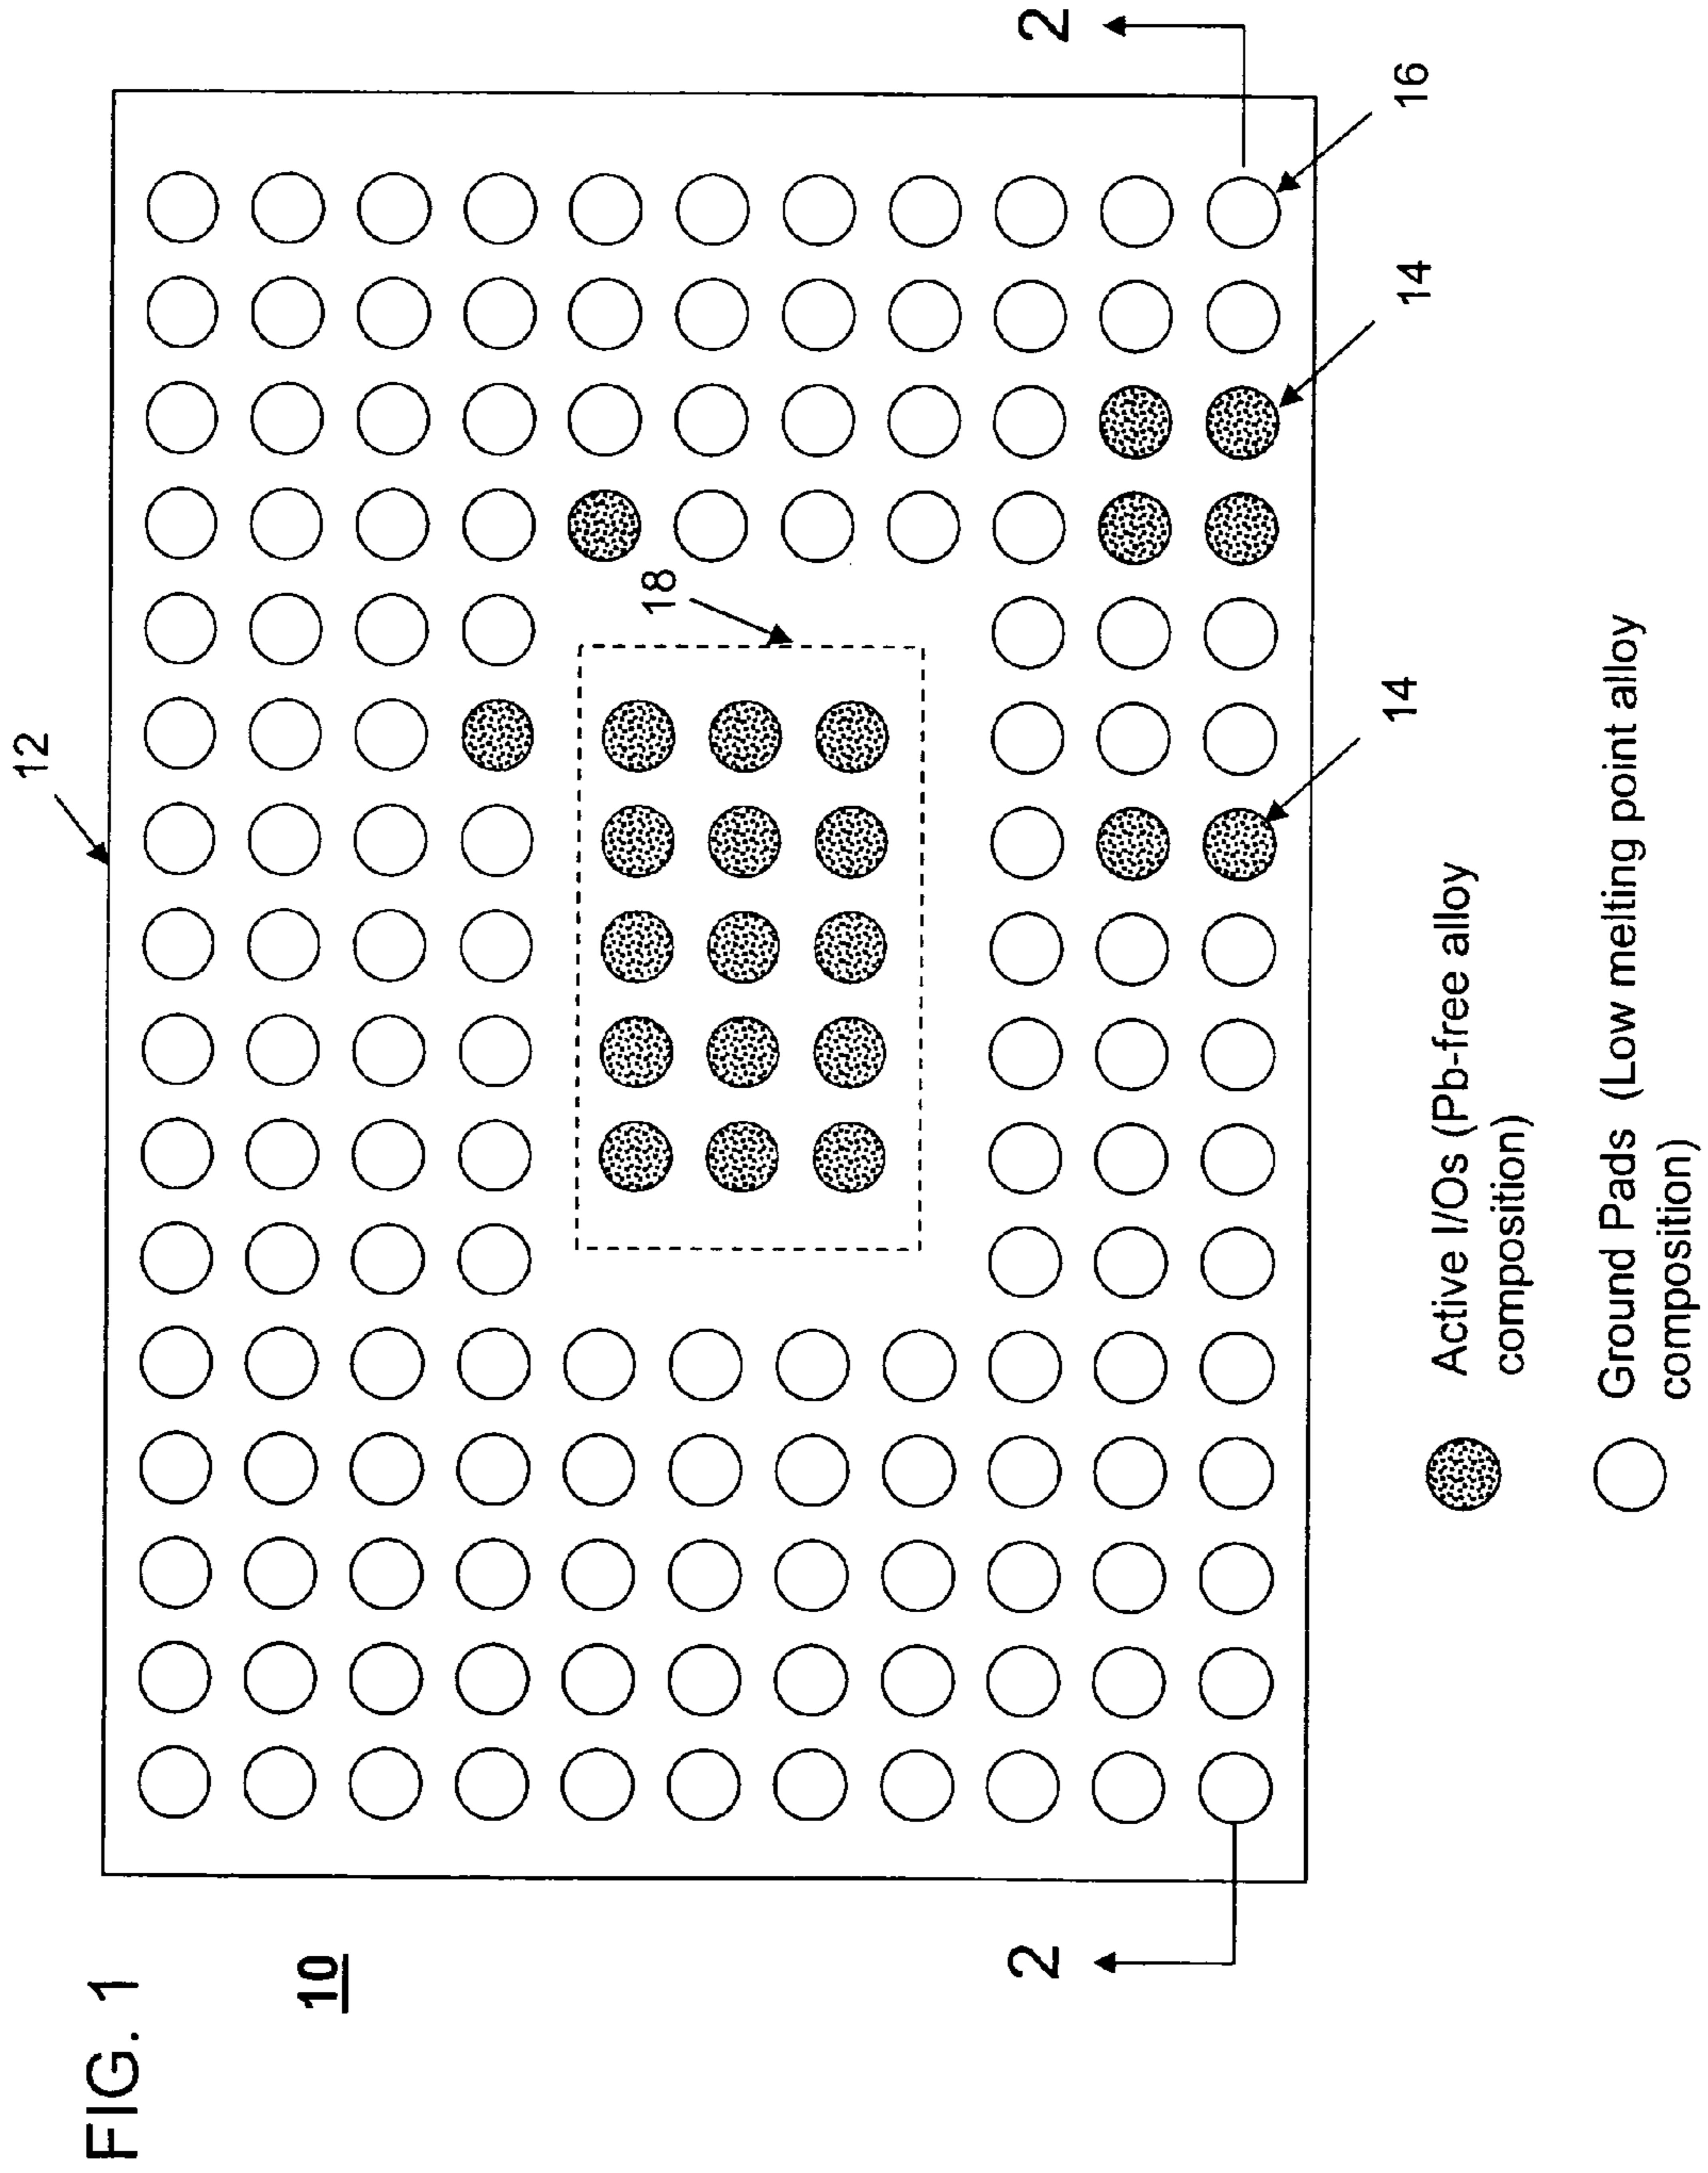 FIG. 1
10
12
18
2
2
14
14
16
Active I/Os (Pb-free alloy
composition)
Ground Pads (Low melting point alloy
composition)